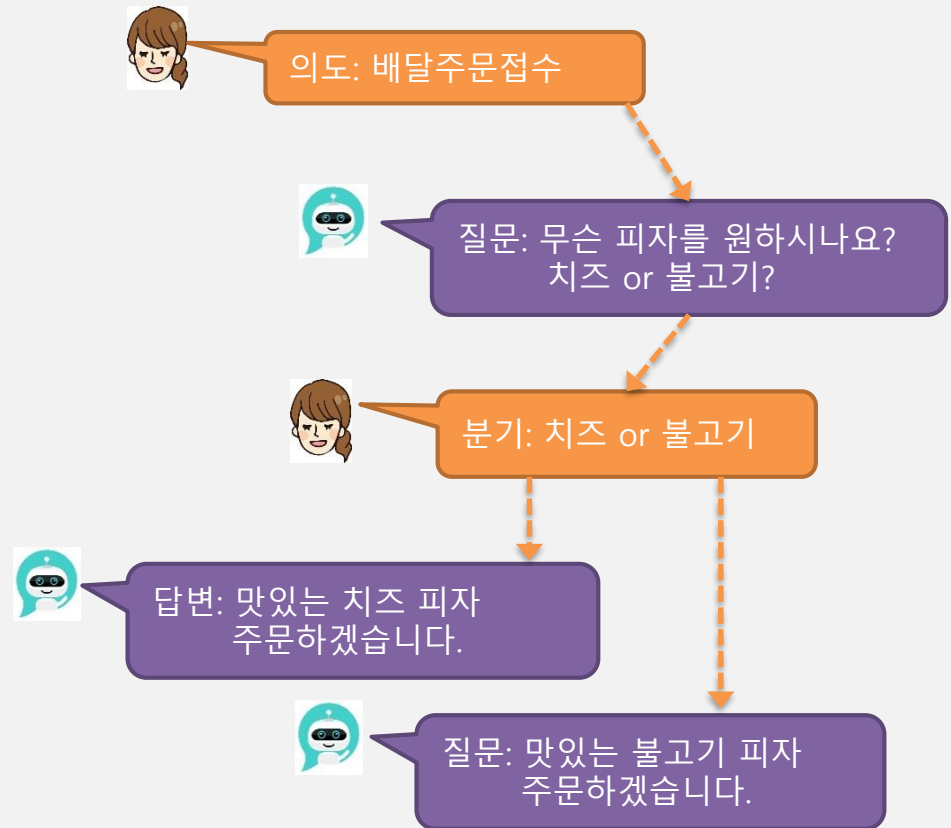 의도: 배달주문접수
질문: 무슨 피자를 원하시나요?
치즈 or 불고기?
분기: 치즈 or 불고기
답변: 맛있는 치즈 피자
주문하겠습니다.
질문: 맛있는 불고기 피자
주문하겠습니다.